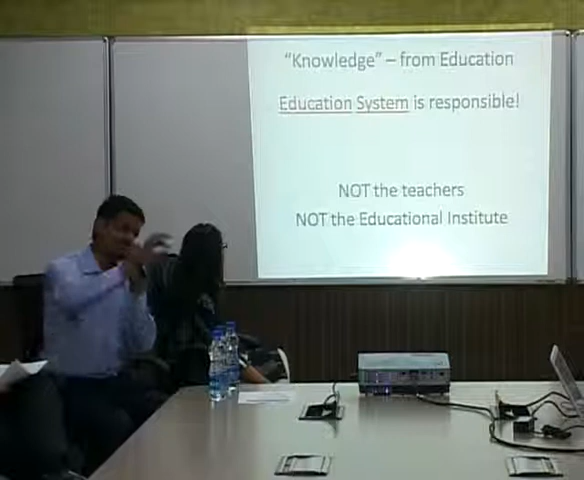 “Knowledge” – from Education
Education System is responsible!
NOT the teachers
NOT the Educational Institute